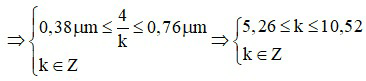 ⇒ { 0,38μm ≤ 4/k ≤ 0,76μm ⇒ { 5,26 ≤ k ≤ 10,52
k ∈ Z k ∈ Z